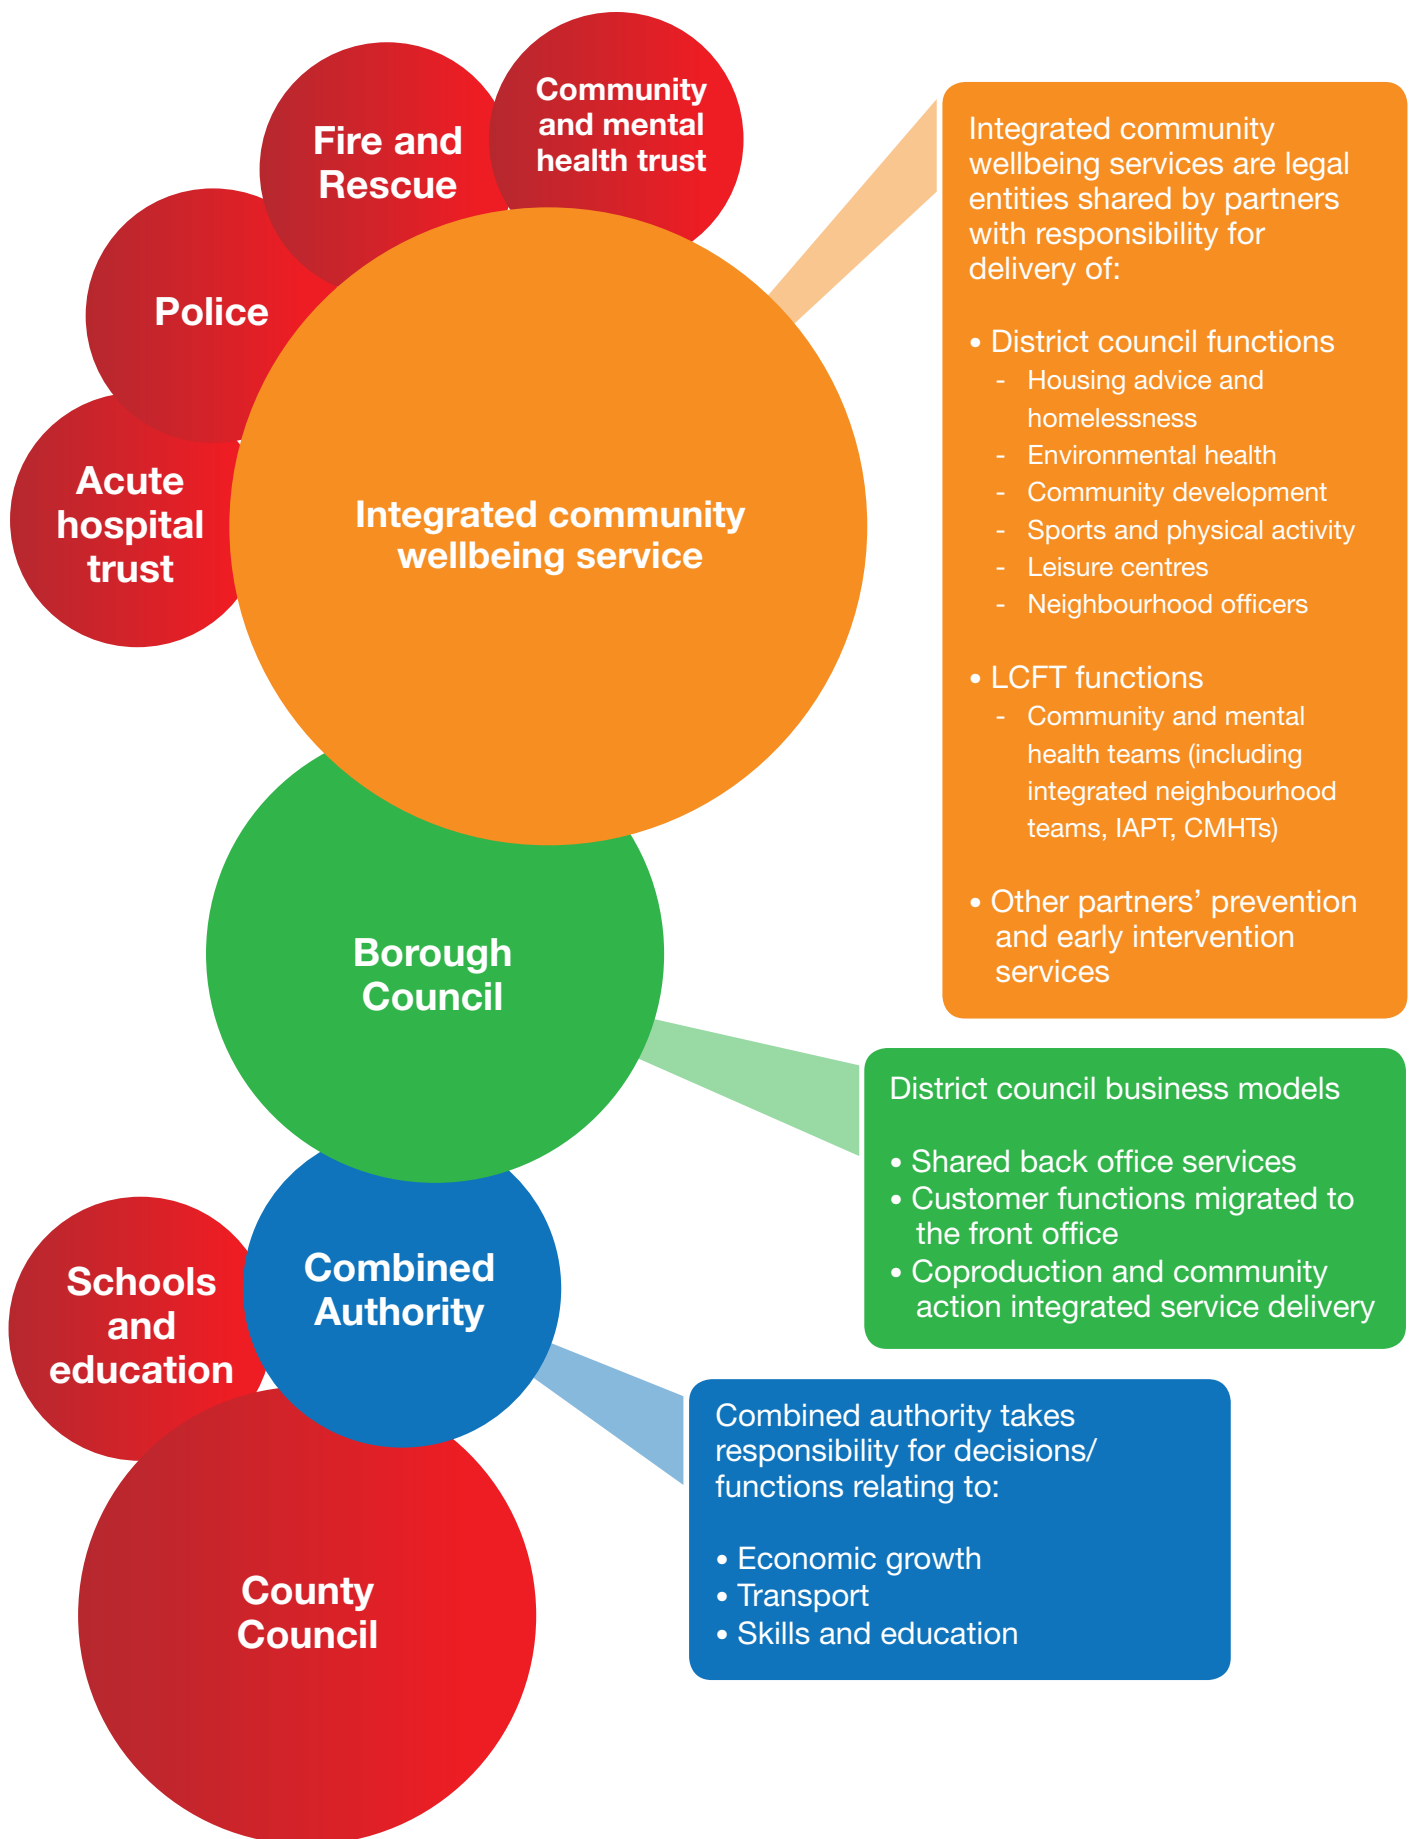 Community
and mental
health trust
Fire and
Rescue
Police
Acute
hospital
trust
Integrated community
wellbeing service
Integrated community
wellbeing services are legal
entities shared by partners
with responsibility for
delivery of:
• District council functions
- Housing advice and
homelessness
- Environmental health
- Community development
- Sports and physical activity
- Leisure centres
- Neighbourhood officers
• LCFT functions
- Community and mental
health teams (including
integrated neighbourhood
teams, IAPT, CMHTs)
• Other partners’ prevention
and early intervention
services
Borough
Council
District council business models
• Shared back office services
• Customer functions migrated to
the front office
• Coproduction and community
action integrated service delivery
Combined
Authority
Schools
and
education
Combined authority takes
responsibility for decisions/
functions relating to:
• Economic growth
• Transport
• Skills and education
County
Council